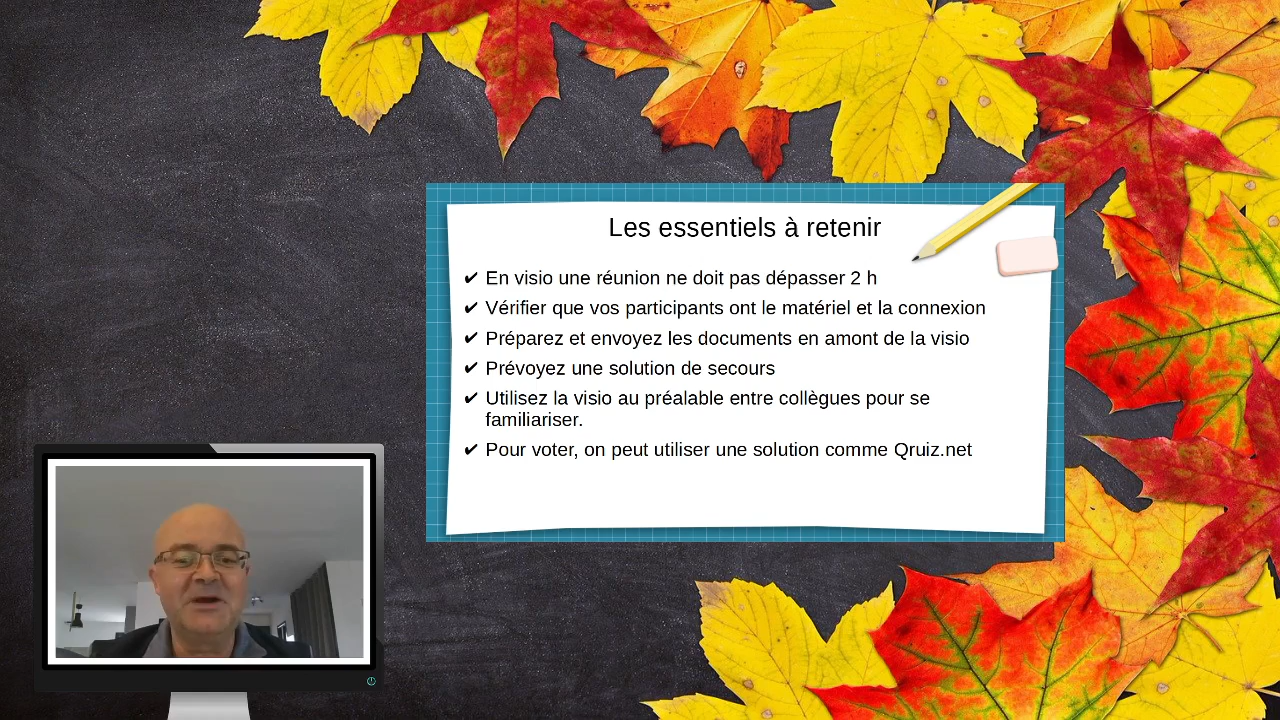 Les essentiels à retenir
✔ En visio une réunion ne doit pas dépasser 2 h
✔ Vérifier que vos participants ont le matériel et la connexion
✔ Préparez et envoyez les documents en amont de la visio
✔ Prévoyez une solution de secours
✔ Utilisez la visio au préalable entre collègues pour se
familiariser.
✔ Pour voter, on peut utiliser une solution comme Qruiz.net